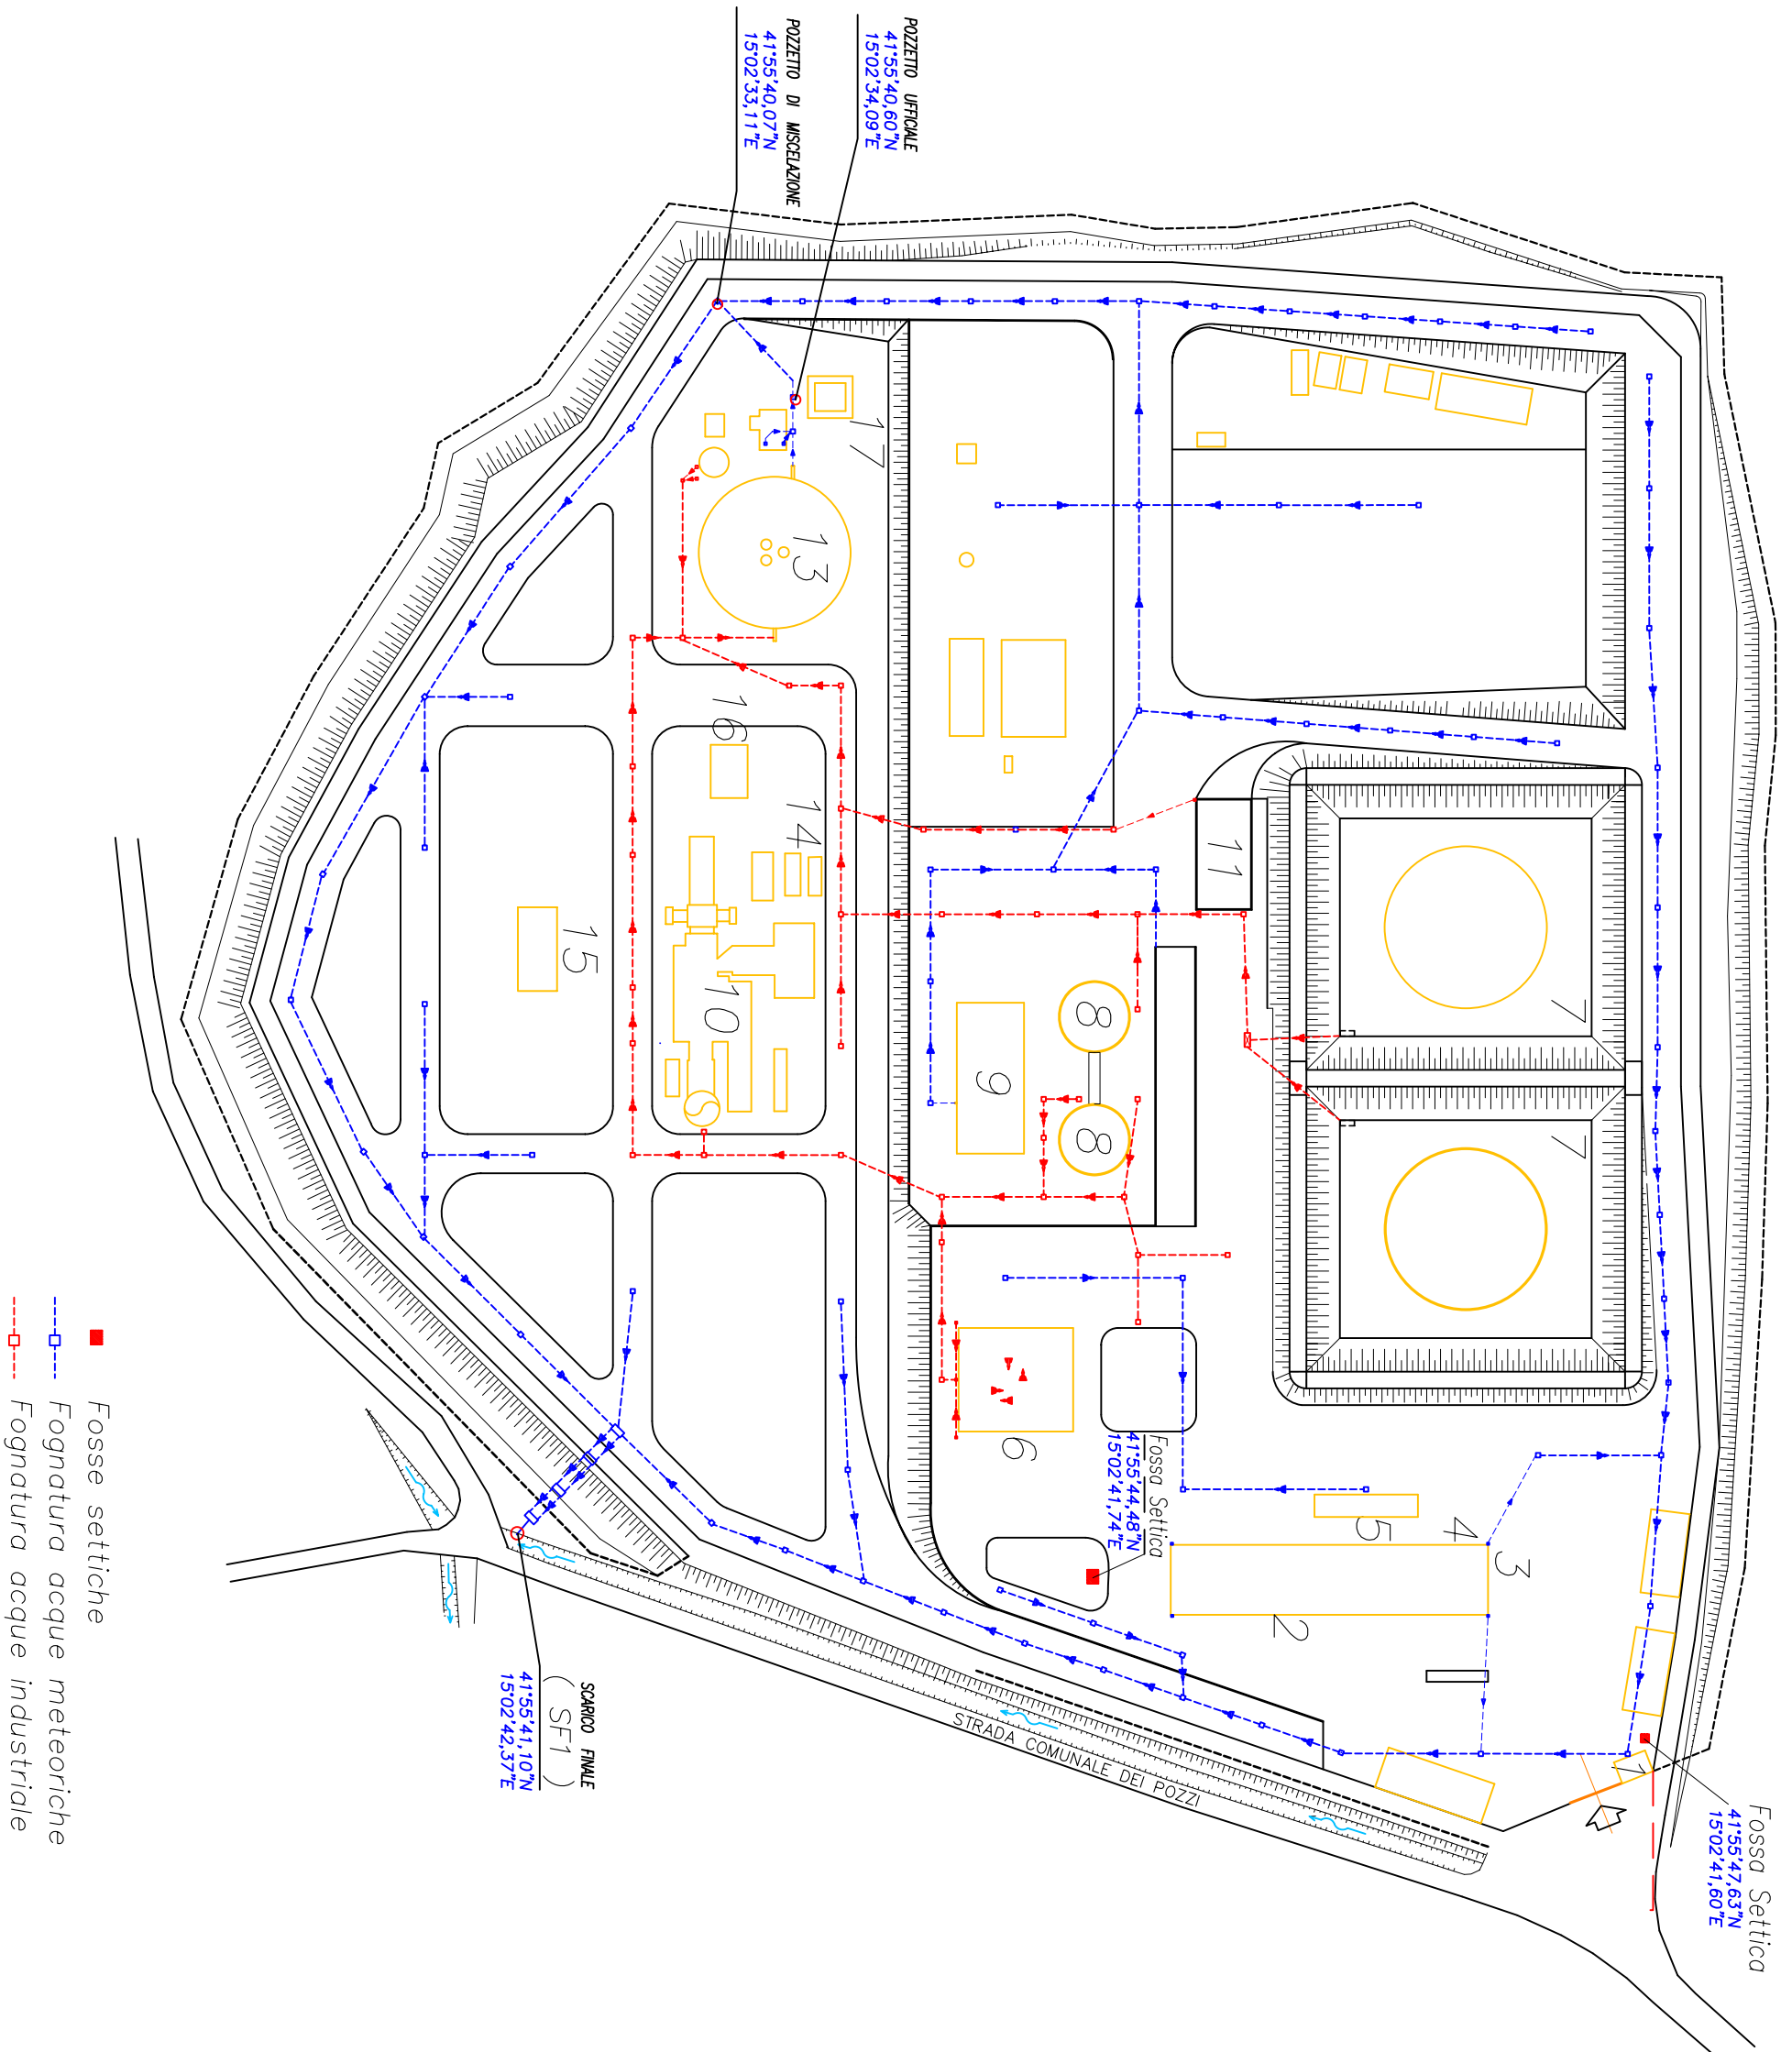 POZZETTO UFFICIALE
41°55'40,60"N
15°02'34,09"E
POZZETTO DI MISCELAZIONE
41°55'40,07"N
15°02'33,11"E
17
13
16
14
15
10
11
9
8
8
7
7
6
5
4
3
2
1
Fossa Settica
41°55'44,48"N
15°02'41,74"E
Fossa Settica
41°55'47,63"N
15°02'41,60"E
SCARICO FINALE
( SF1 )
41°55'41,10"N
15°02'42,37"E
STRADA COMUNALE DEI POZZI
Fosse settiche
Fognatura acque meteoriche
Fognatura acque industriale